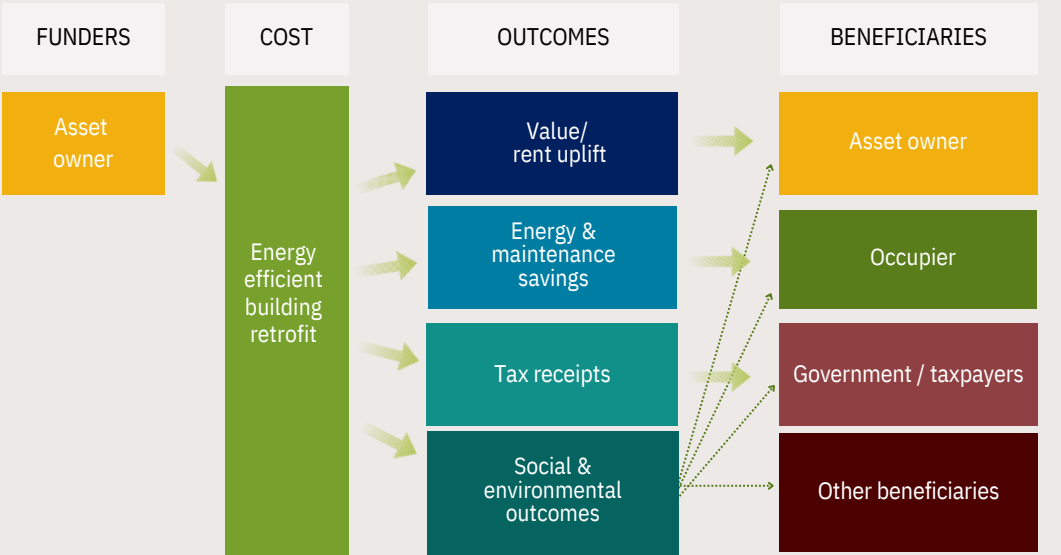 FUNDERS
COST
OUTCOMES
BENEFICIARIES
Asset
owner
Energy
efficient
building
retrofit
Value/
rent uplift
Energy &
maintenance
savings
Tax receipts
Social &
environmental
outcomes
Asset owner
Occupier
Government / taxpayers
Other beneficiaries